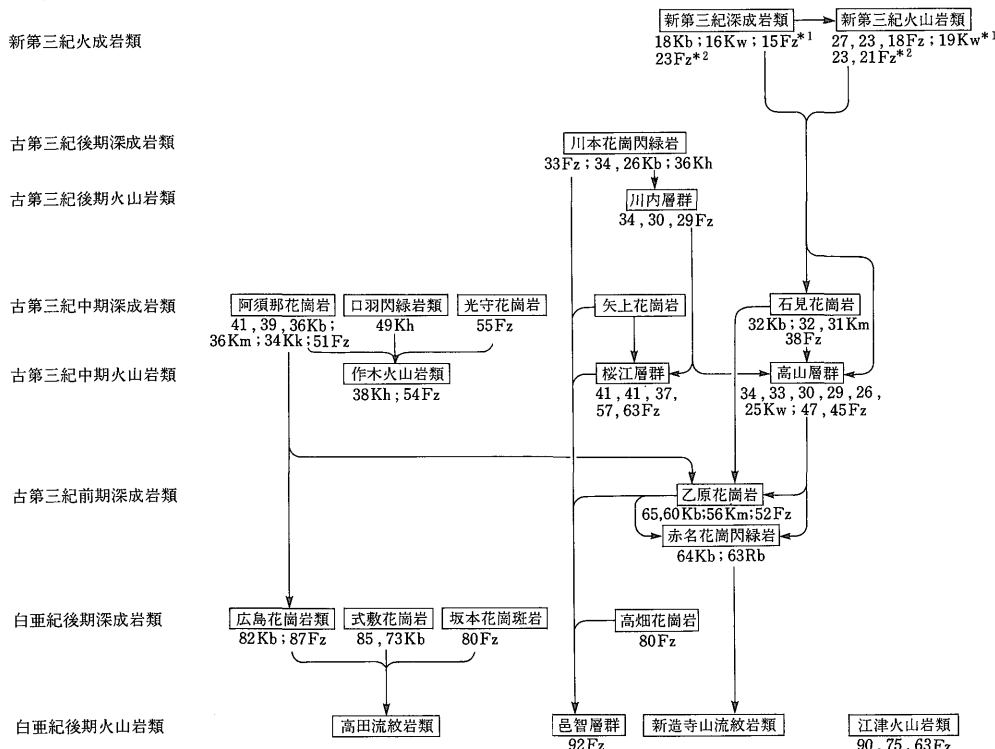 新第三紀火成岩類
新第三紀深成岩類
新第三紀火山岩類
18Kb;16Kw;15Fz*1
23Fz*2
27,23,18Fz;19Kw*1
23,21Fz*2
古第三紀後期深成岩類
川本花崗閃緑岩
33Fz;34,26Kb;36Kh
古第三紀後期火山岩類
川内層群
34,30,29Fz
古第三紀中期深成岩類
阿須那花崗岩
口羽閃緑岩類
光守花崗岩
矢上花崗岩
石見花崗岩
41,39,36Kb;
36Km;34Kk;51Fz
49Kh
55Fz
32Kb;32,31Km
38Fz
古第三紀中期火山岩類
作木火山岩類
桜江層群
高山層群
38Kh;54Fz
41,41,37,
57,63Fz
34,33,30,29,26,
25Kw;47,45Fz
古第三紀前期深成岩類
乙原花崗岩
65,60Kb;56Km;52Fz
赤名花崗閃緑岩
64Kb;63Rb
白亜紀後期深成岩類
広島花崗岩類
式敷花崗岩
坂本花崗斑岩
高畑花崗岩
82Kb;87Fz
85,73Kb
80Fz
80Fz
白亜紀後期火山岩類
高田流紋岩類
邑智層群
新造寺山流紋岩類
江津火山岩類
92Fz
90,75,63Fz